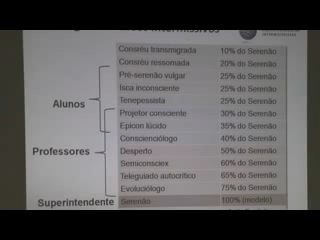 Consréu transmigrada 10% do Serenão
Consréu ressomada 20% do Serenão
Pré-serenão vulgar 25% do Serenão
Isca inconsciente 25% do Serenão
Tenepessista 25% do Serenão
Alunos
Projetor consciente 30% do Serenão
Epicon lúcido 35% do Serenão
Conscienciólogo 40% do Serenão
Professores
Desperto 50% do Serenão
Semiconsciex 60% do Serenão
Teleguiado autocrítico 65% do Serenão
Evoluciólogo 75% do Serenão
Superintendente Serenão 100% (modelo)